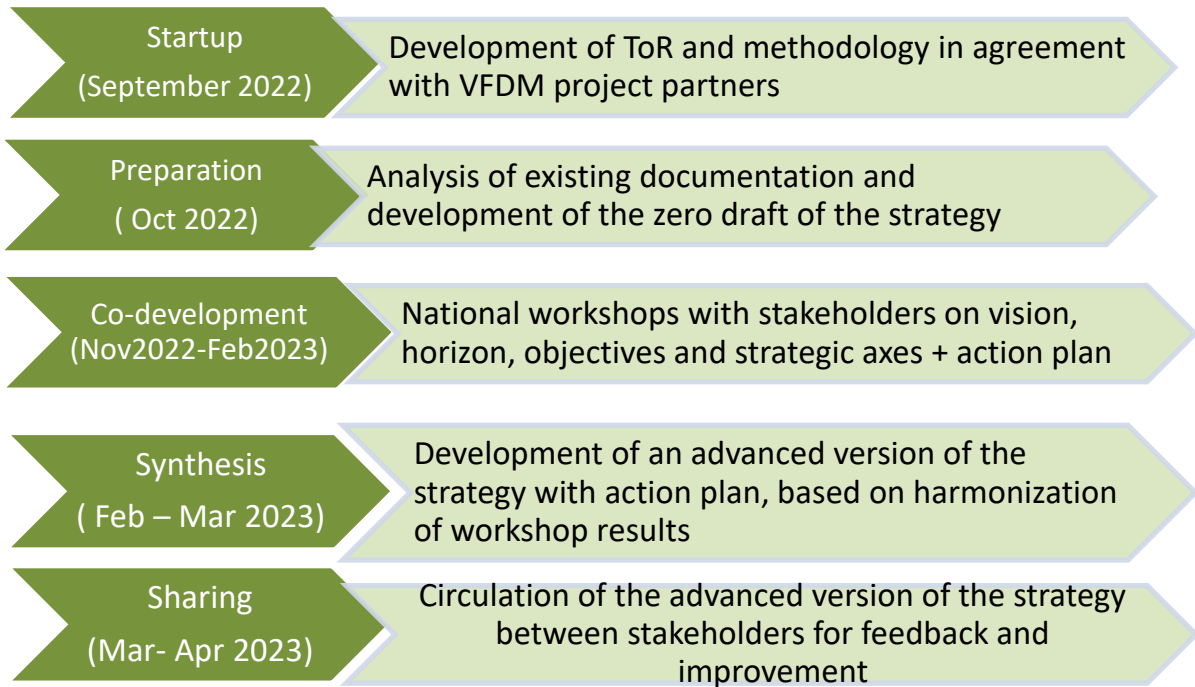 Startup
(September 2022)
Development of ToR and methodology in agreement
with VFDM project partners
Preparation
( Oct 2022)
Analysis of existing documentation and
development of the zero draft of the strategy
Co-development
(Nov2022-Feb2023)
National workshops with stakeholders on vision,
horizon, objectives and strategic axes + action plan
Synthesis
( Feb – Mar 2023)
Development of an advanced version of the
strategy with action plan, based on harmonization
of workshop results
Sharing
(Mar- Apr 2023)
Circulation of the advanced version of the strategy
between stakeholders for feedback and
improvement